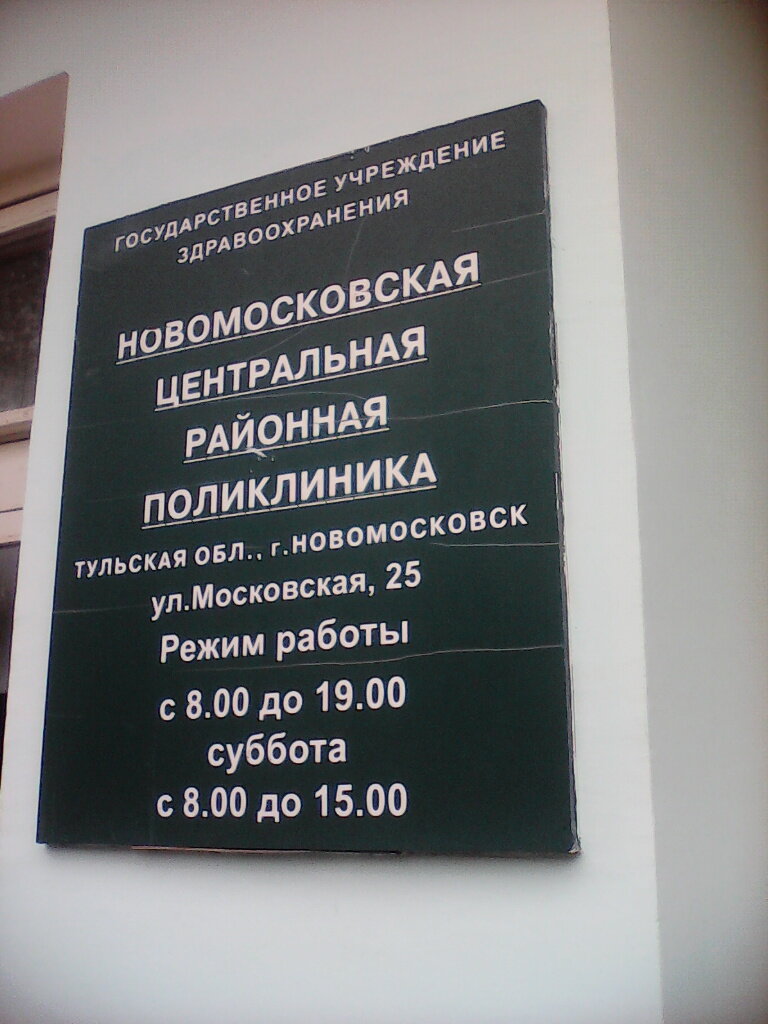 ГОСУДАРСТВЕННОЕ УЧРЕЖДЕНИЕ
ЗДРАВООХРАНЕНИЯ
НОВОМОСКОВСКАЯ
ЦЕНТРАЛЬНАЯ
РАЙОННАЯ
ПОЛИКЛИНИКА
ТУЛЬСКАЯ ОБЛ., г.НОВОМОСКОВСК
ул.Московская, 25
Режим работы
с 8.00 до 19.00
суббота
с 8.00 до 15.00